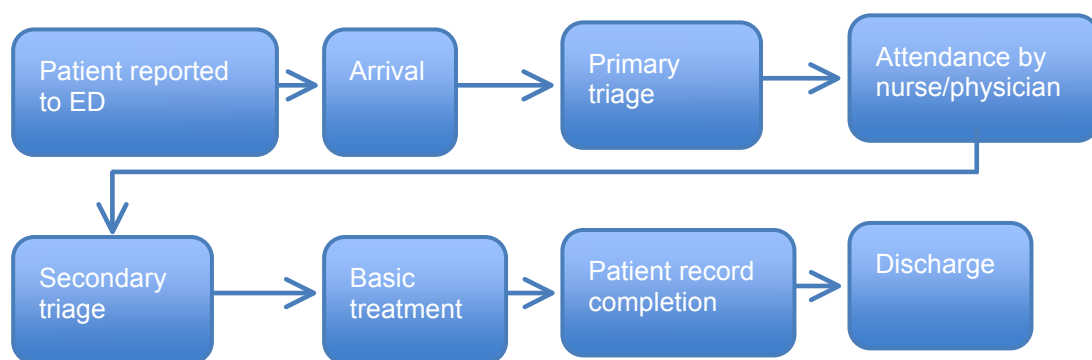 Patient reported
to ED
Arrival
Primary
triage
Attendance by
nurse/physician
Secondary
triage
Basic
treatment
Patient record
completion
Discharge